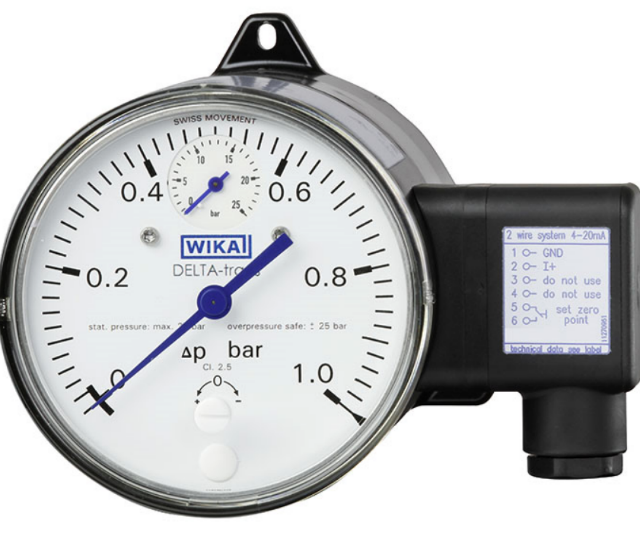 SWISS MOVEMENT
0 5 10 15 20 25
bar
0 0.2 0.4 0.6 0.8 1.0
WIKA
DELTA-trans
stat. pressure: max. bar overpressure safe: ± 25 bar
Δp bar
Cl. 2.5
+ 0 −
2 wire system 4-20mA
1 GND
2 I+
3 do not use
4 do not use
5 set zero
6 point
technical data see label